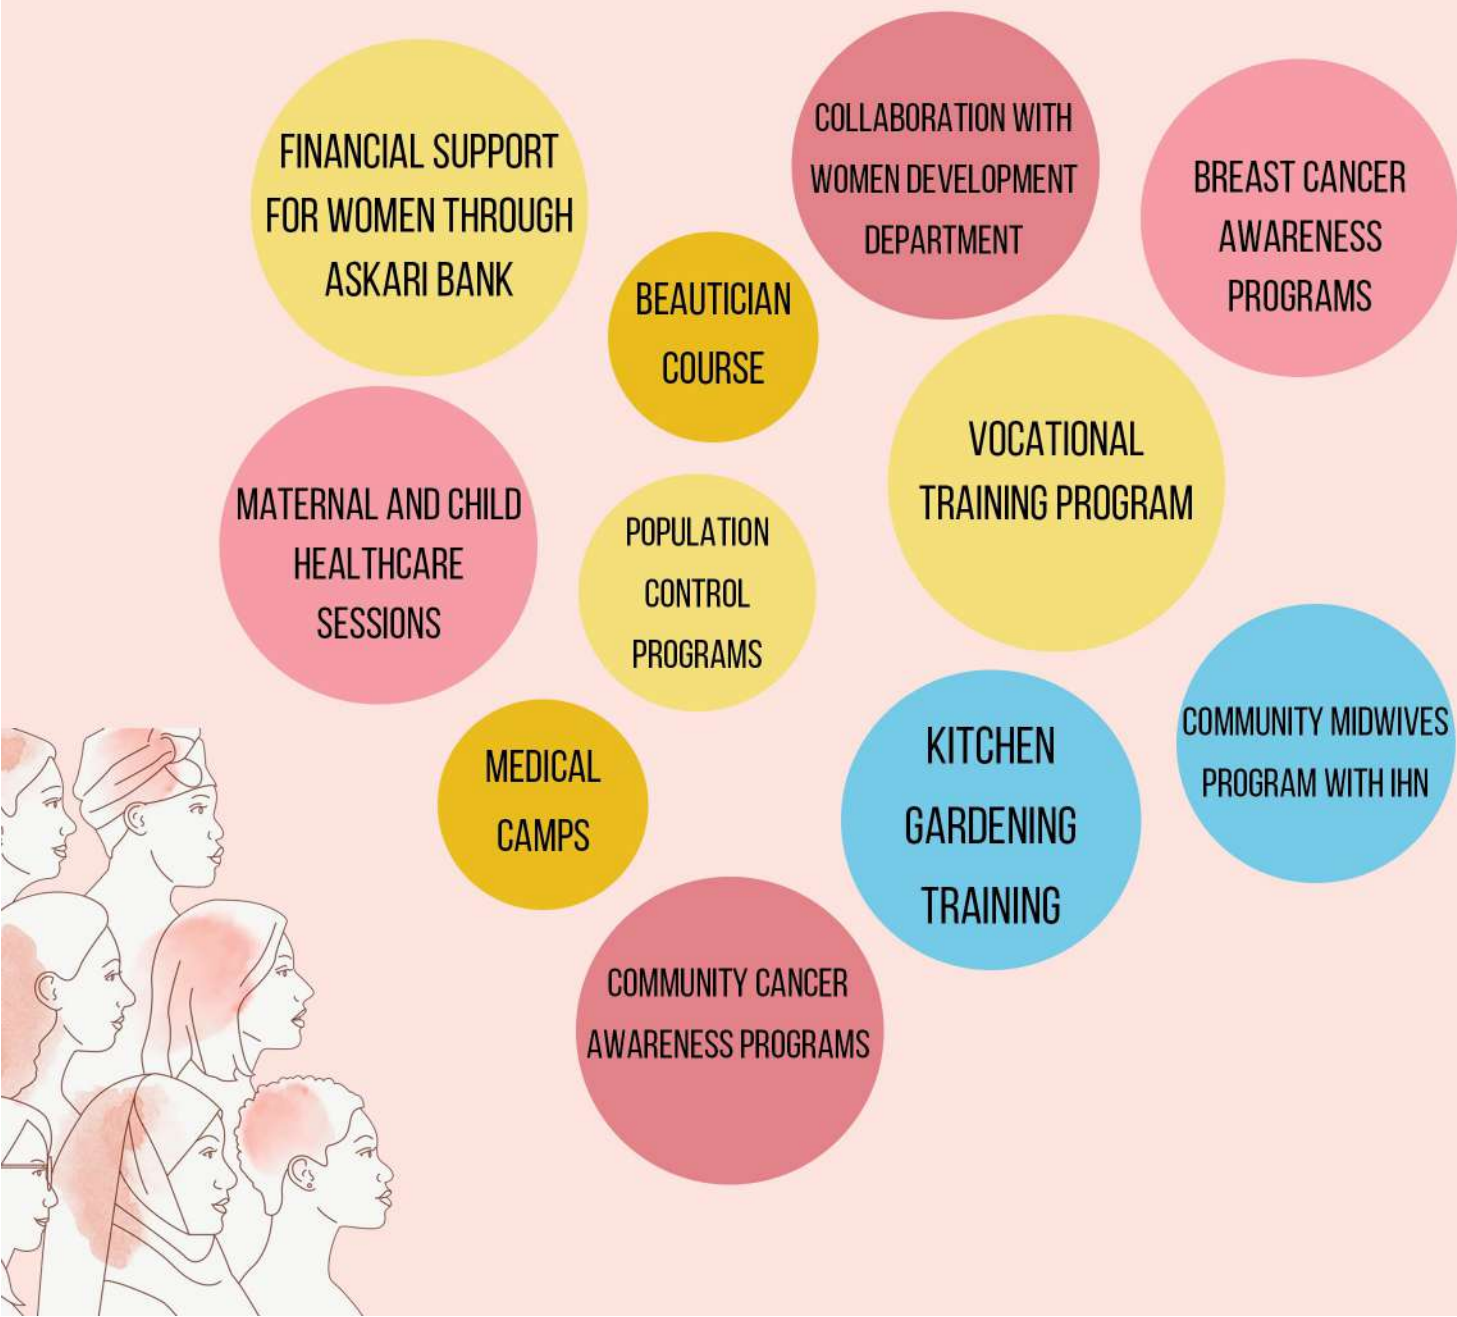 FINANCIAL SUPPORT
FOR WOMEN THROUGH
ASKARI BANK
COLLABORATION WITH
WOMEN DEVELOPMENT
DEPARTMENT
BREAST CANCER
AWARENESS
PROGRAMS
BEAUTICIAN
COURSE
VOCATIONAL
TRAINING PROGRAM
MATERNAL AND CHILD
HEALTHCARE
SESSIONS
POPULATION
CONTROL
PROGRAMS
MEDICAL
CAMPS
KITCHEN
GARDENING
TRAINING
COMMUNITY MIDWIVES
PROGRAM WITH IHN
COMMUNITY CANCER
AWARENESS PROGRAMS